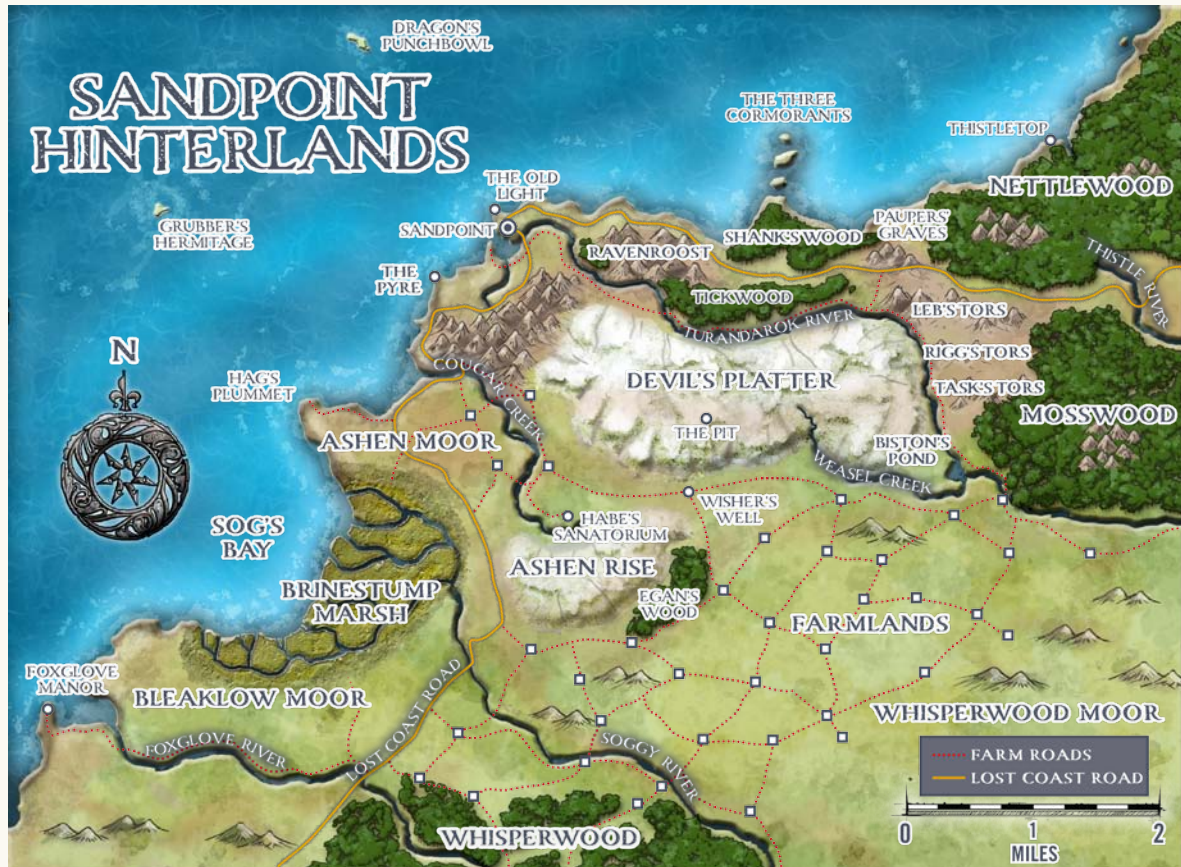 DRAGON'S
PUNCHBOWL
SANDPOINT
HINTERLANDS
THE THREE
CORMORANTS
THISTLETOP
NETTLEWOOD
THE OLD
LIGHT
SANDPOINT
GRUBBER'S
HERMITAGE
PAUPERS'
GRAVES
SHANK'S WOOD
RAVENROOST
THE
PYRE
THISTLE
RIVER
TICKWOOD
LEB'S TORS
TURANDAROK RIVER
N
RIGG'S TORS
COUGAR CREEK
DEVIL'S PLATTER
TASK'S TORS
HAG'S
PLUMMET
MOSSWOOD
ASHEN MOOR
THE PIT
BISTON'S
POND
WEASEL CREEK
WISHER'S
WELL
SOG'S
BAY
HABE'S
SANATORIUM
ASHEN RISE
BRINESTUMP
MARSH
EGAN'S
WOOD
FARMLANDS
FOXGLOVE
MANOR
BLEAKLOW MOOR
WHISPERWOOD MOOR
FOXGLOVE RIVER
LOST COAST ROAD
SOGGY RIVER
FARM ROADS
LOST COAST ROAD
WHISPERWOOD
0 1 2
MILES